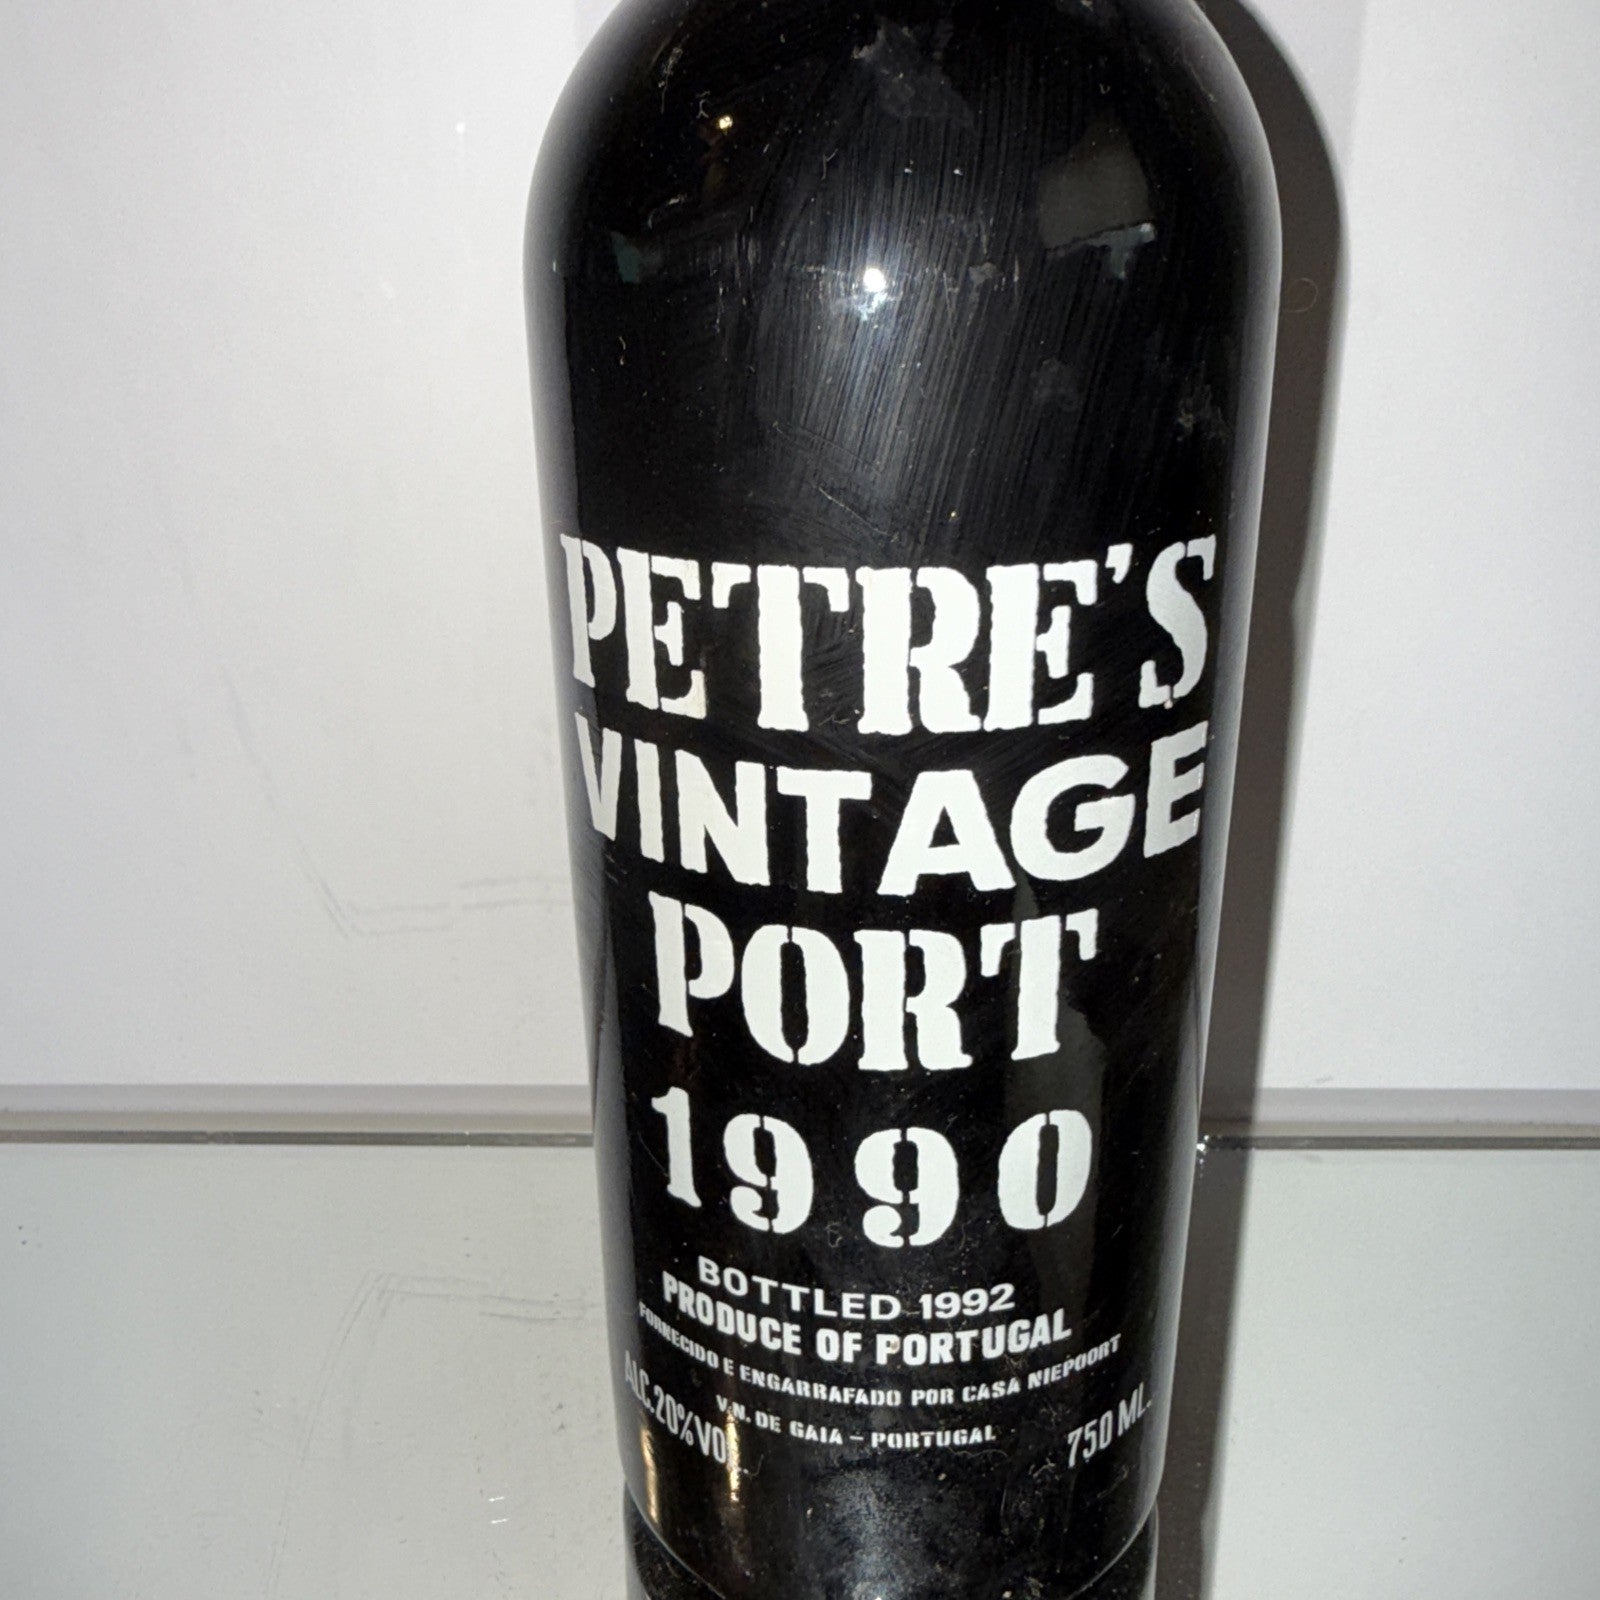 PETRE'S
VINTAGE
PORT
1990
BOTTLED 1992
PRODUCE OF PORTUGAL
FORNECIDO E ENGARRAFADO POR CASA NIEPOORT
V.N. DE GAIA – PORTUGAL
ALC. 20% VOL.
750 ML.